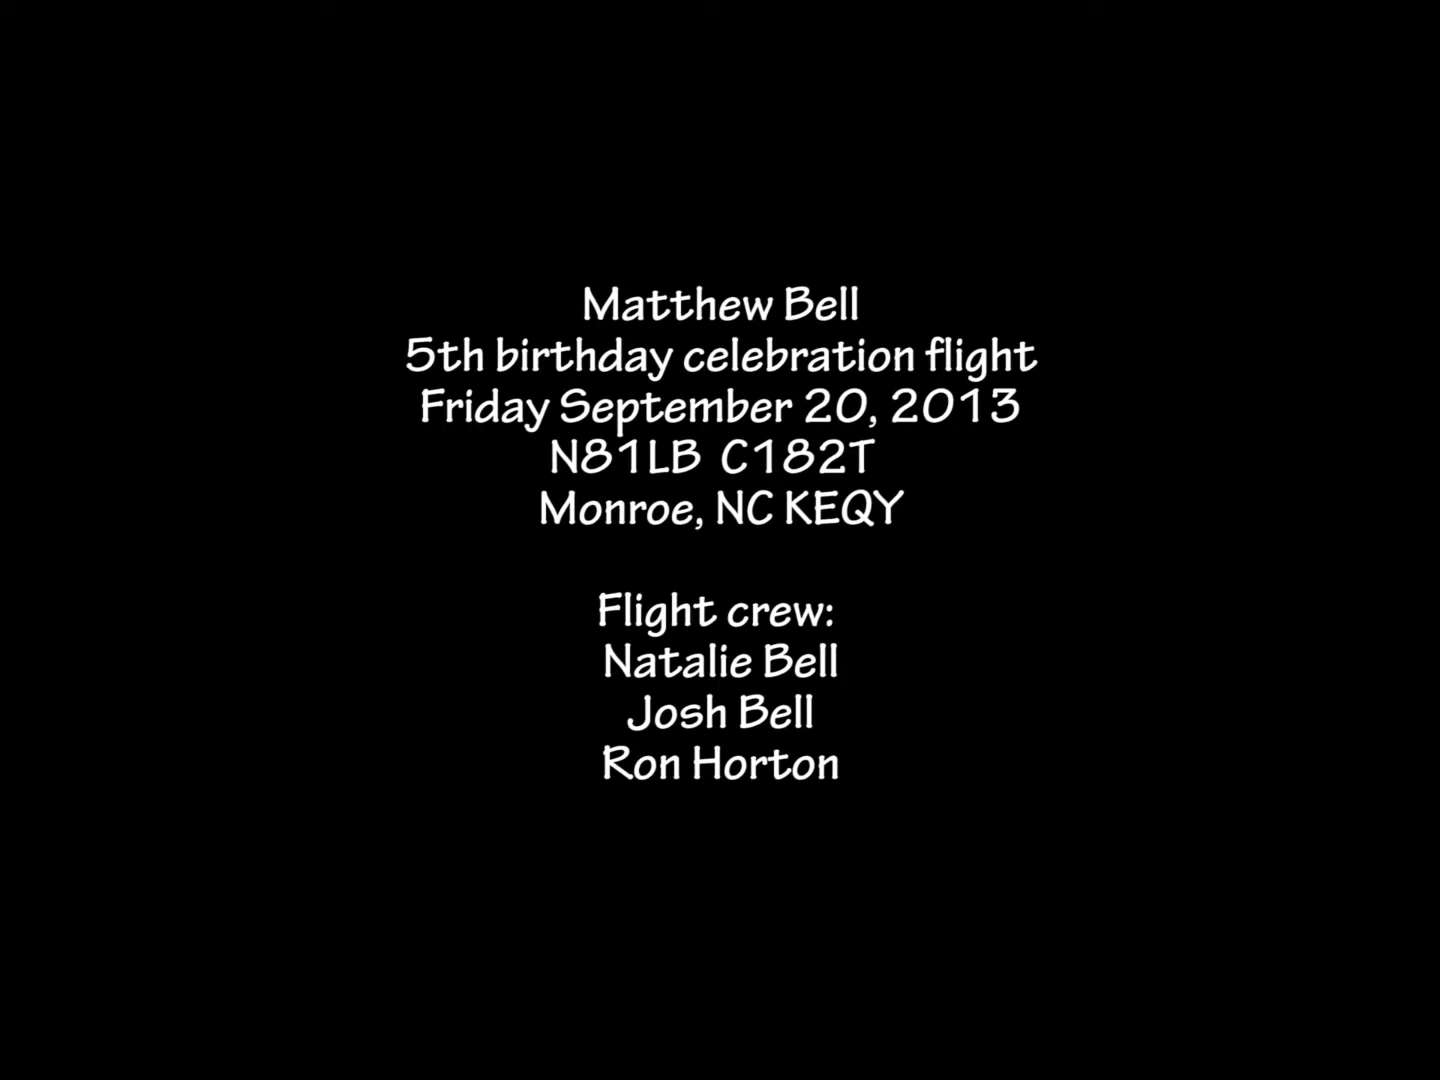 Matthew Bell
5th birthday celebration flight
Friday September 20, 2013
N81LB  C182T
Monroe, NC KEQY
Flight crew:
Natalie Bell
Josh Bell
Ron Horton